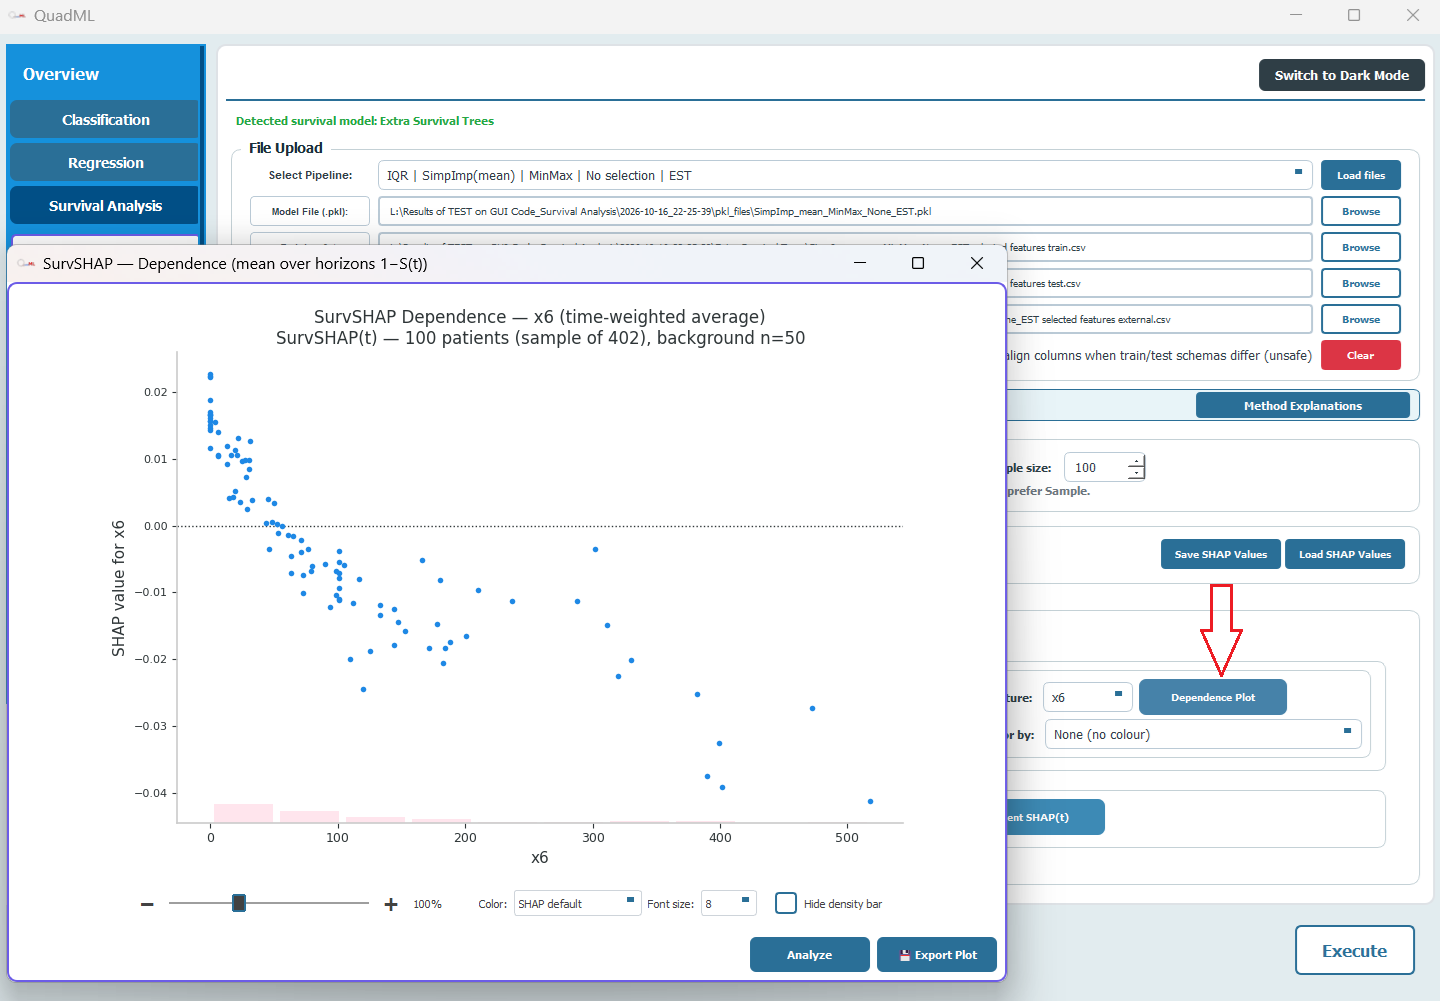 QuadML
Overview
Classification
Regression
Survival Analysis
Switch to Dark Mode
Detected survival model: Extra Survival Trees
File Upload
Select Pipeline:
IQR | SimpImp(mean) | MinMax | No selection | EST
Load files
Model File (.pkl):
L:\Results of TEST on GUI Code_Survival Analysis\2026-10-16_22-25-39\pkl_files\SimpImp_mean_MinMax_None_EST.pkl
Browse
features train.csv
Browse
features test.csv
Browse
ne_EST selected features external.csv
Browse
align columns when train/test schemas differ (unsafe)
Clear
Method Explanations
ple size:
100
prefer Sample.
Save SHAP Values
Load SHAP Values
ture:
x6
Dependence Plot
r by:
None (no colour)
ent SHAP(t)
Execute
SurvSHAP — Dependence (mean over horizons 1−S(t))
SurvSHAP Dependence — x6 (time-weighted average)
SurvSHAP(t) — 100 patients (sample of 402), background n=50
SHAP value for x6
0.02
0.01
0.00
−0.01
−0.02
−0.03
−0.04
0 100 200 300 400 500
x6
− + 100% Color: SHAP default Font size: 8 Hide density bar
Analyze
Export Plot